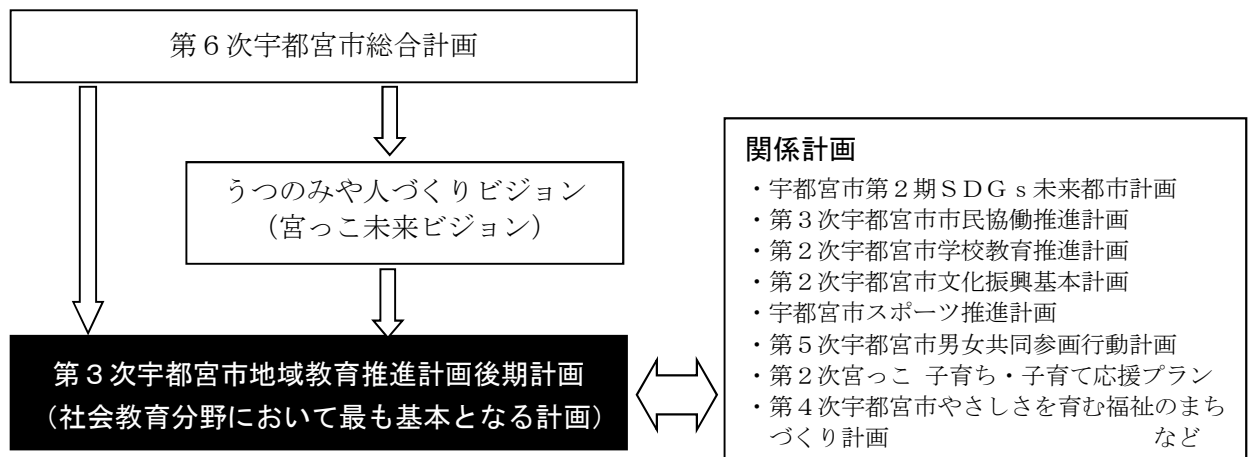 第６次宇都宮市総合計画
うつのみや人づくりビジョン
（宮っこ未来ビジョン）
第３次宇都宮市地域教育推進計画後期計画
（社会教育分野において最も基本となる計画）
関係計画
・宇都宮市第２期ＳＤＧｓ未来都市計画
・第３次宇都宮市市民協働推進計画
・第２次宇都宮市学校教育推進計画
・第２次宇都宮市文化振興基本計画
・宇都宮市スポーツ推進計画
・第５次宇都宮市男女共同参画行動計画
・第２次宮っこ 子育ち・子育て応援プラン
・第４次宇都宮市やさしさを育む福祉のまち
づくり計画　　　　　　　　　　　など